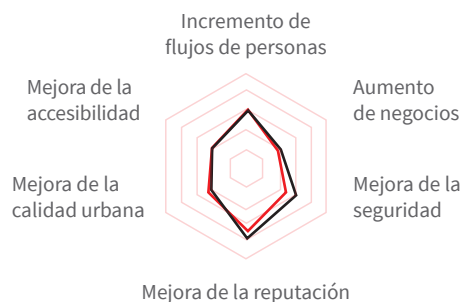 Incremento de
flujos de personas
Mejora de la
accesibilidad
Aumento
de negocios
Mejora de la
calidad urbana
Mejora de la
seguridad
Mejora de la reputación